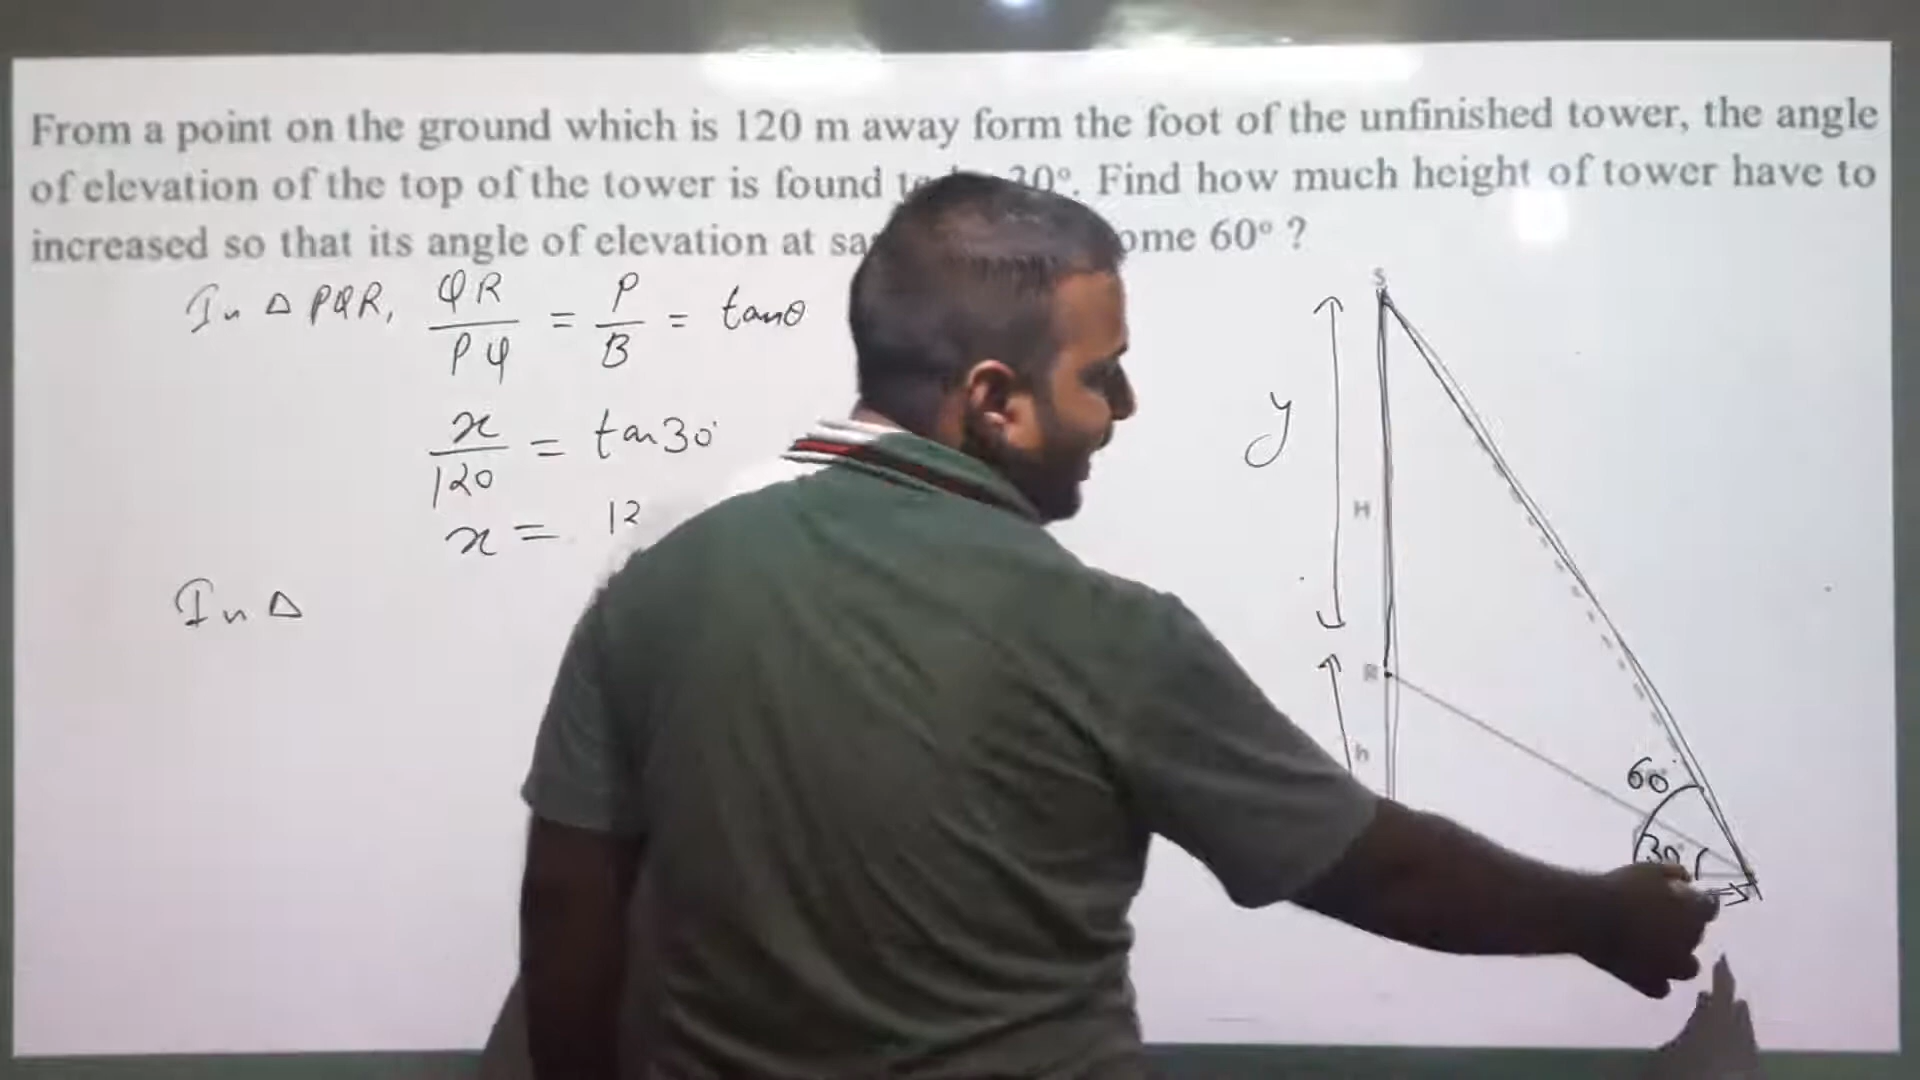 From a point on the ground which is 120 m away form the foot of the unfinished tower, the angle
of elevation of the top of the tower is found 30°. Find how much height of tower have to
increased so that its angle of elevation at 60° ?
In Δ PQR, QR/PQ = P/B = tanθ
x/120 = tan30°
x = 12
In Δ
S
y
H
R
h
60°
30°